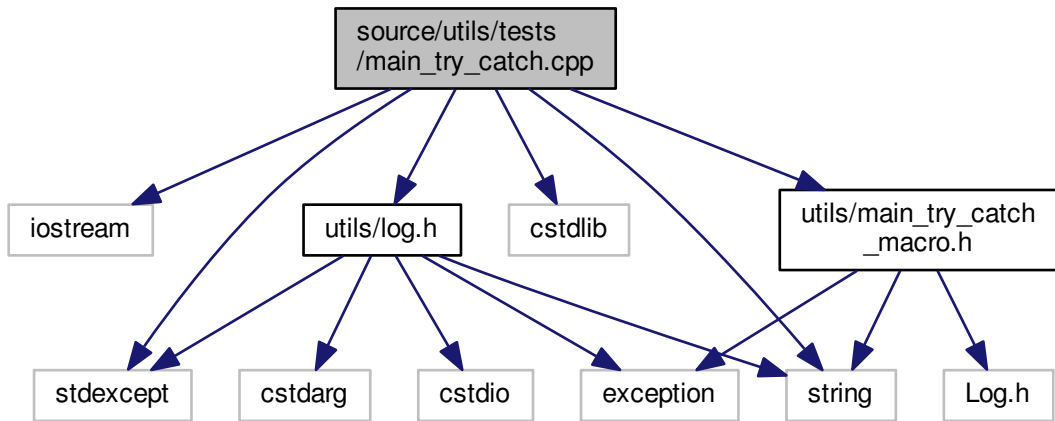 source/utils/tests
/main_try_catch.cpp
iostream
utils/log.h
cstdlib
utils/main_try_catch
_macro.h
stdexcept
cstdarg
cstdio
exception
string
Log.h